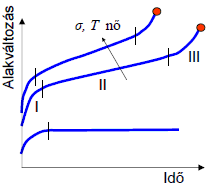 Alakváltozás
σ, T nő
I
II
III
Idő